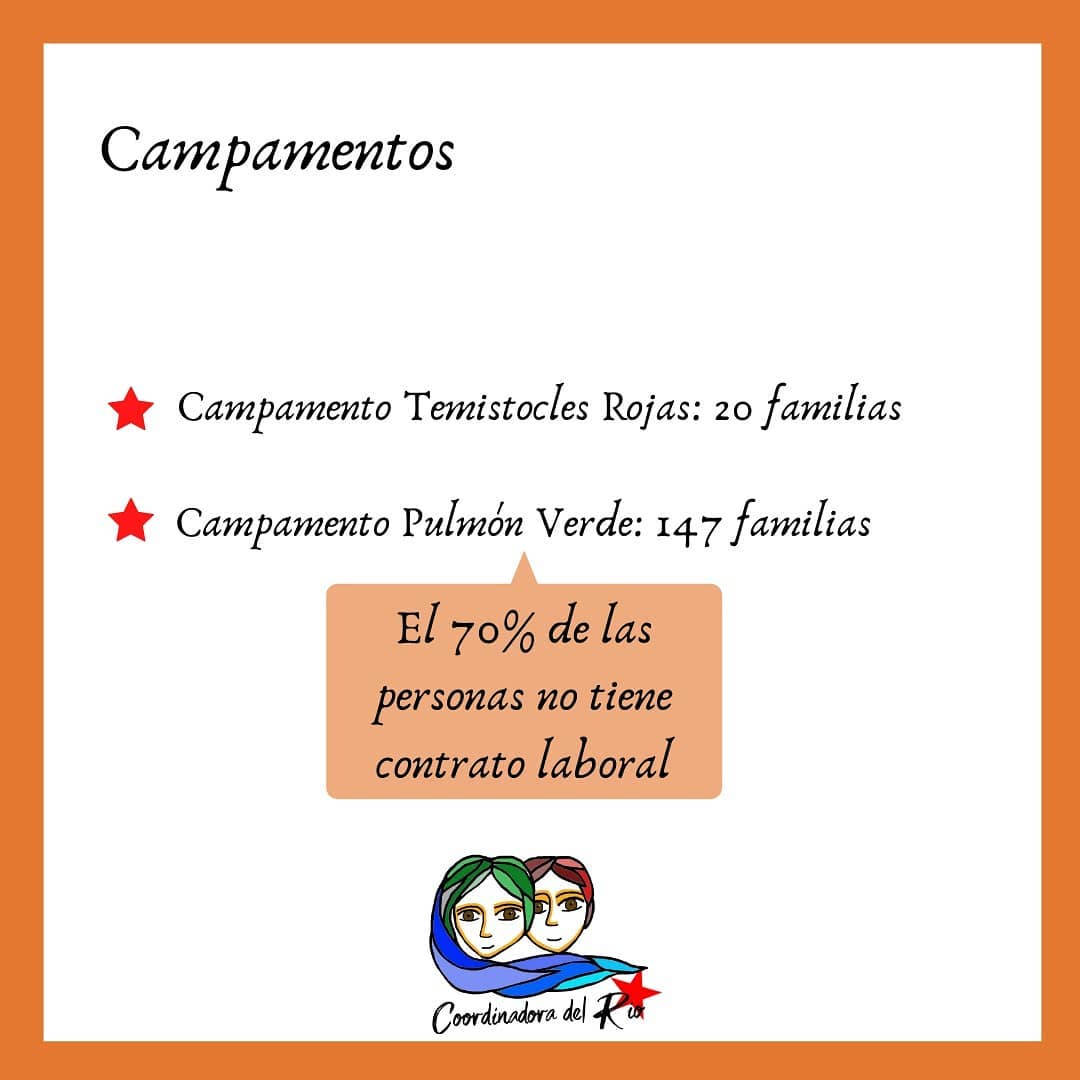 Campamentos
Campamento Temistocles Rojas: 20 familias
Campamento Pulmón Verde: 147 familias
El 70% de las
personas no tiene
contrato laboral
Coordinadora del Rio